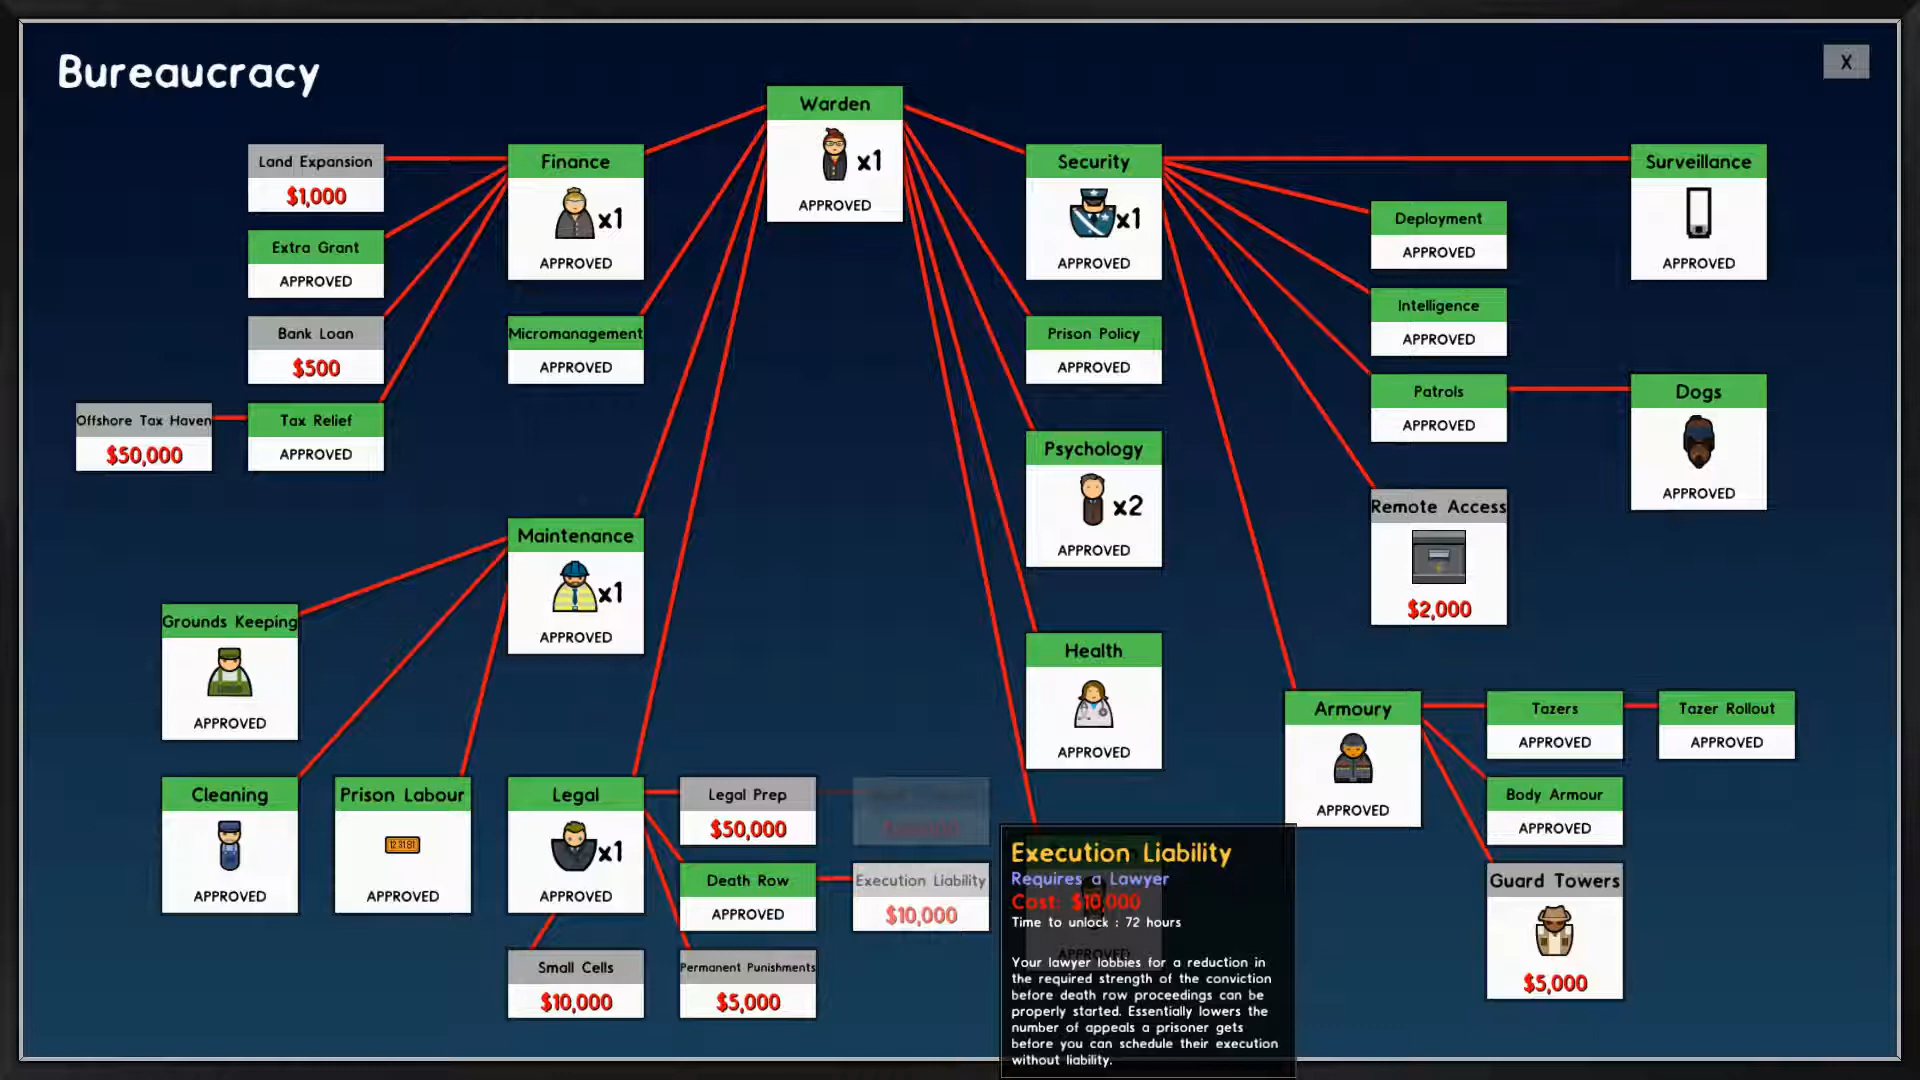 Bureaucracy
X
Warden
x1
APPROVED
Land Expansion
$1,000
Finance
x1
APPROVED
Security
x1
APPROVED
Surveillance
APPROVED
Extra Grant
APPROVED
Deployment
APPROVED
Bank Loan
$500
Micromanagement
APPROVED
Prison Policy
APPROVED
Intelligence
APPROVED
Offshore Tax Haven
$50,000
Tax Relief
APPROVED
Patrols
APPROVED
Dogs
APPROVED
Psychology
x2
APPROVED
Remote Access
$2,000
Maintenance
x1
APPROVED
Grounds Keeping
APPROVED
Health
APPROVED
Armoury
APPROVED
Tazers
APPROVED
Tazer Rollout
APPROVED
Cleaning
APPROVED
Prison Labour
APPROVED
Legal
x1
APPROVED
Legal Prep
$50,000
Body Armour
APPROVED
Death Row
APPROVED
Execution Liability
$10,000
Guard Towers
$5,000
Small Cells
$10,000
Permanent Punishments
$5,000
Execution Liability
Requires a Lawyer
Cost: $10,000
Time to unlock : 72 hours
Your lawyer lobbies for a reduction in
the required strength of the conviction
before death row proceedings can be
properly started. Essentially lowers the
number of appeals a prisoner gets
before you can schedule their execution
without liability.
APPROVED